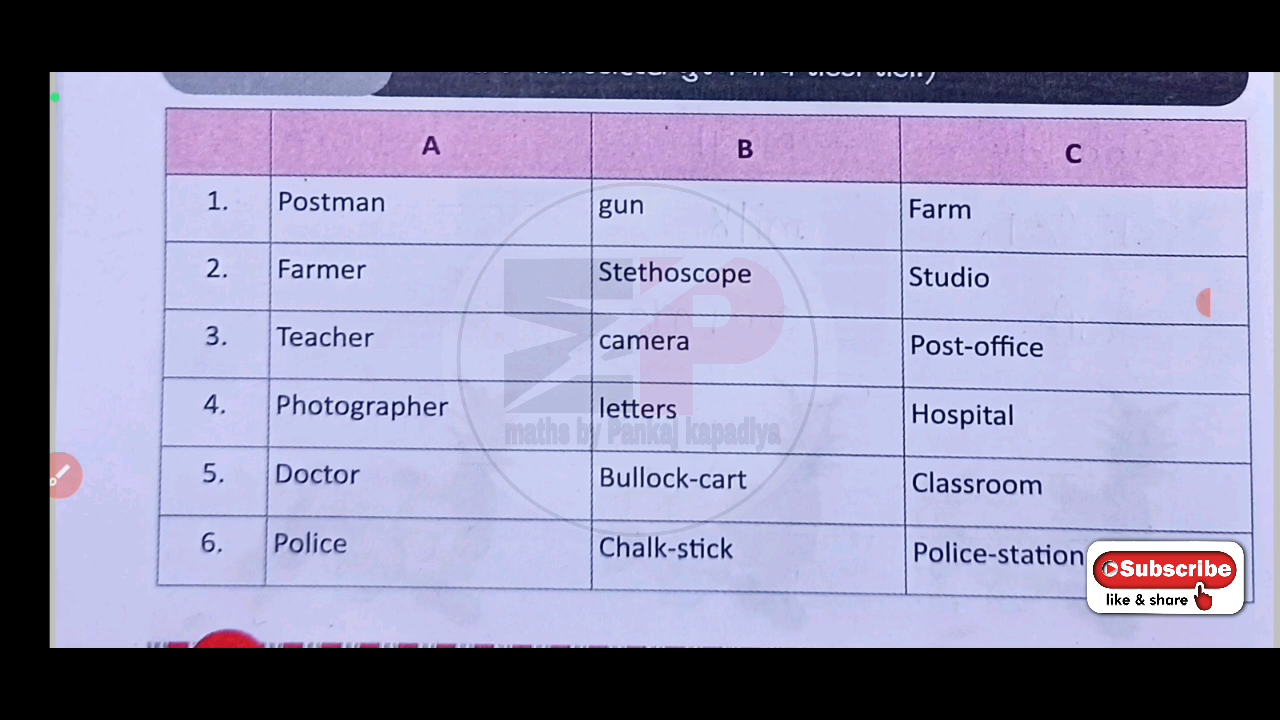 A B C
1. Postman gun Farm
2. Farmer Stethoscope Studio
3. Teacher camera Post-office
4. Photographer letters Hospital
maths by Pankaj kapadiya
5. Doctor Bullock-cart Classroom
6. Police Chalk-stick Police-station
Subscribe
like & share